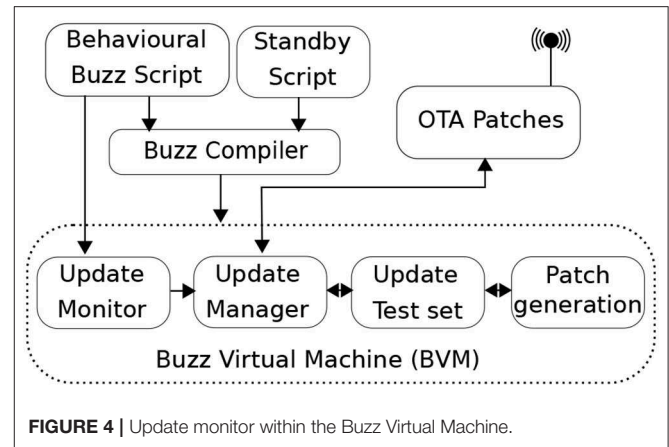 Behavioural
Buzz Script
Standby
Script
OTA Patches
Buzz Compiler
Update
Monitor
Update
Manager
Update
Test set
Patch
generation
Buzz Virtual Machine (BVM)
FIGURE 4 | Update monitor within the Buzz Virtual Machine.